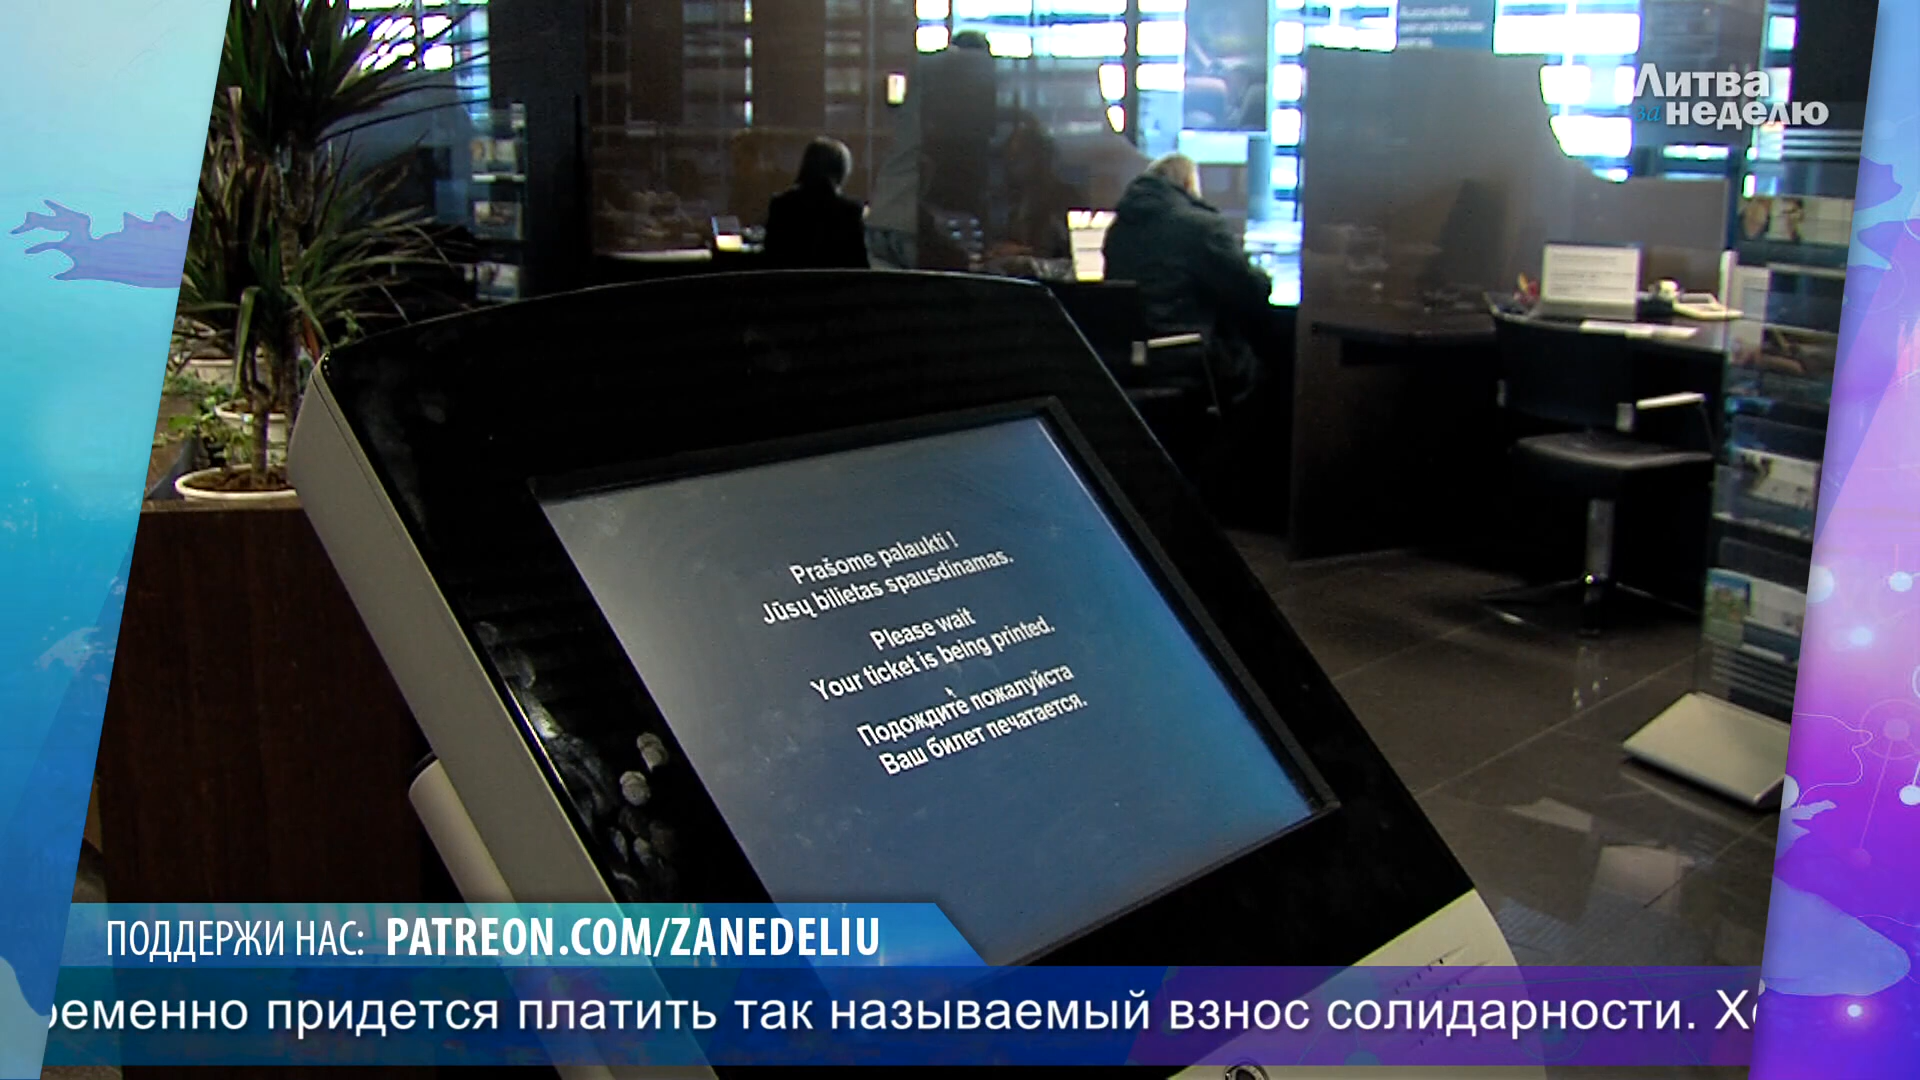 Литва
за неделю
Prašome palaukti !
Jūsų bilietas spausdinamas.
Please wait
Your ticket is being printed.
Подождите пожалуйста
Ваш билет печатается.
ПОДДЕРЖИ НАС: PATREON.COM/ZANEDELIU
ременно придется платить так называемый взнос солидарности. Х